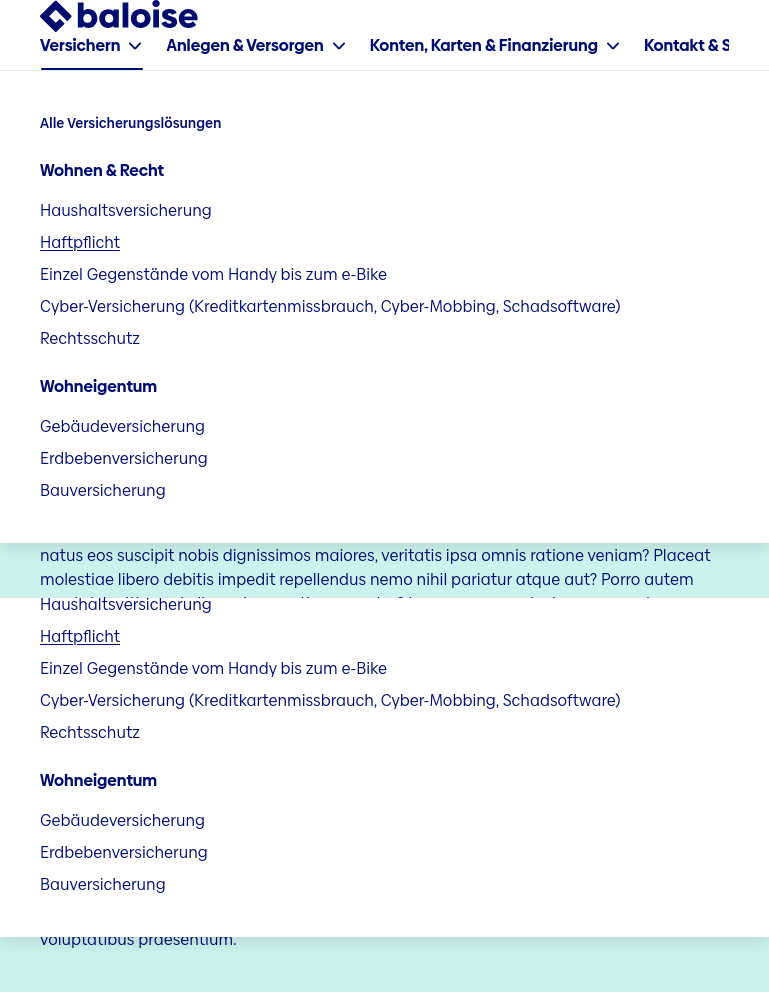 baloise
Versichern Anlegen & Versorgen Konten, Karten & Finanzierung Kontakt &
Alle Versicherungslösungen
Wohnen & Recht
Haushaltsversicherung
Haftpflicht
Einzel Gegenstände vom Handy bis zum e-Bike
Cyber-Versicherung (Kreditkartenmissbrauch, Cyber-Mobbing, Schadsoftware)
Rechtsschutz
Wohneigentum
Gebäudeversicherung
Erdbebenversicherung
Bauversicherung
natus eos suscipit nobis dignissimos maiores, veritatis ipsa omnis ratione veniam? Placeat
molestiae libero debitis impedit repellendus nemo nihil pariatur atque aut? Porro autem
Haushaltsversicherung
Haftpflicht
Einzel Gegenstände vom Handy bis zum e-Bike
Cyber-Versicherung (Kreditkartenmissbrauch, Cyber-Mobbing, Schadsoftware)
Rechtsschutz
Wohneigentum
Gebäudeversicherung
Erdbebenversicherung
Bauversicherung
voluptatibus praesentium.